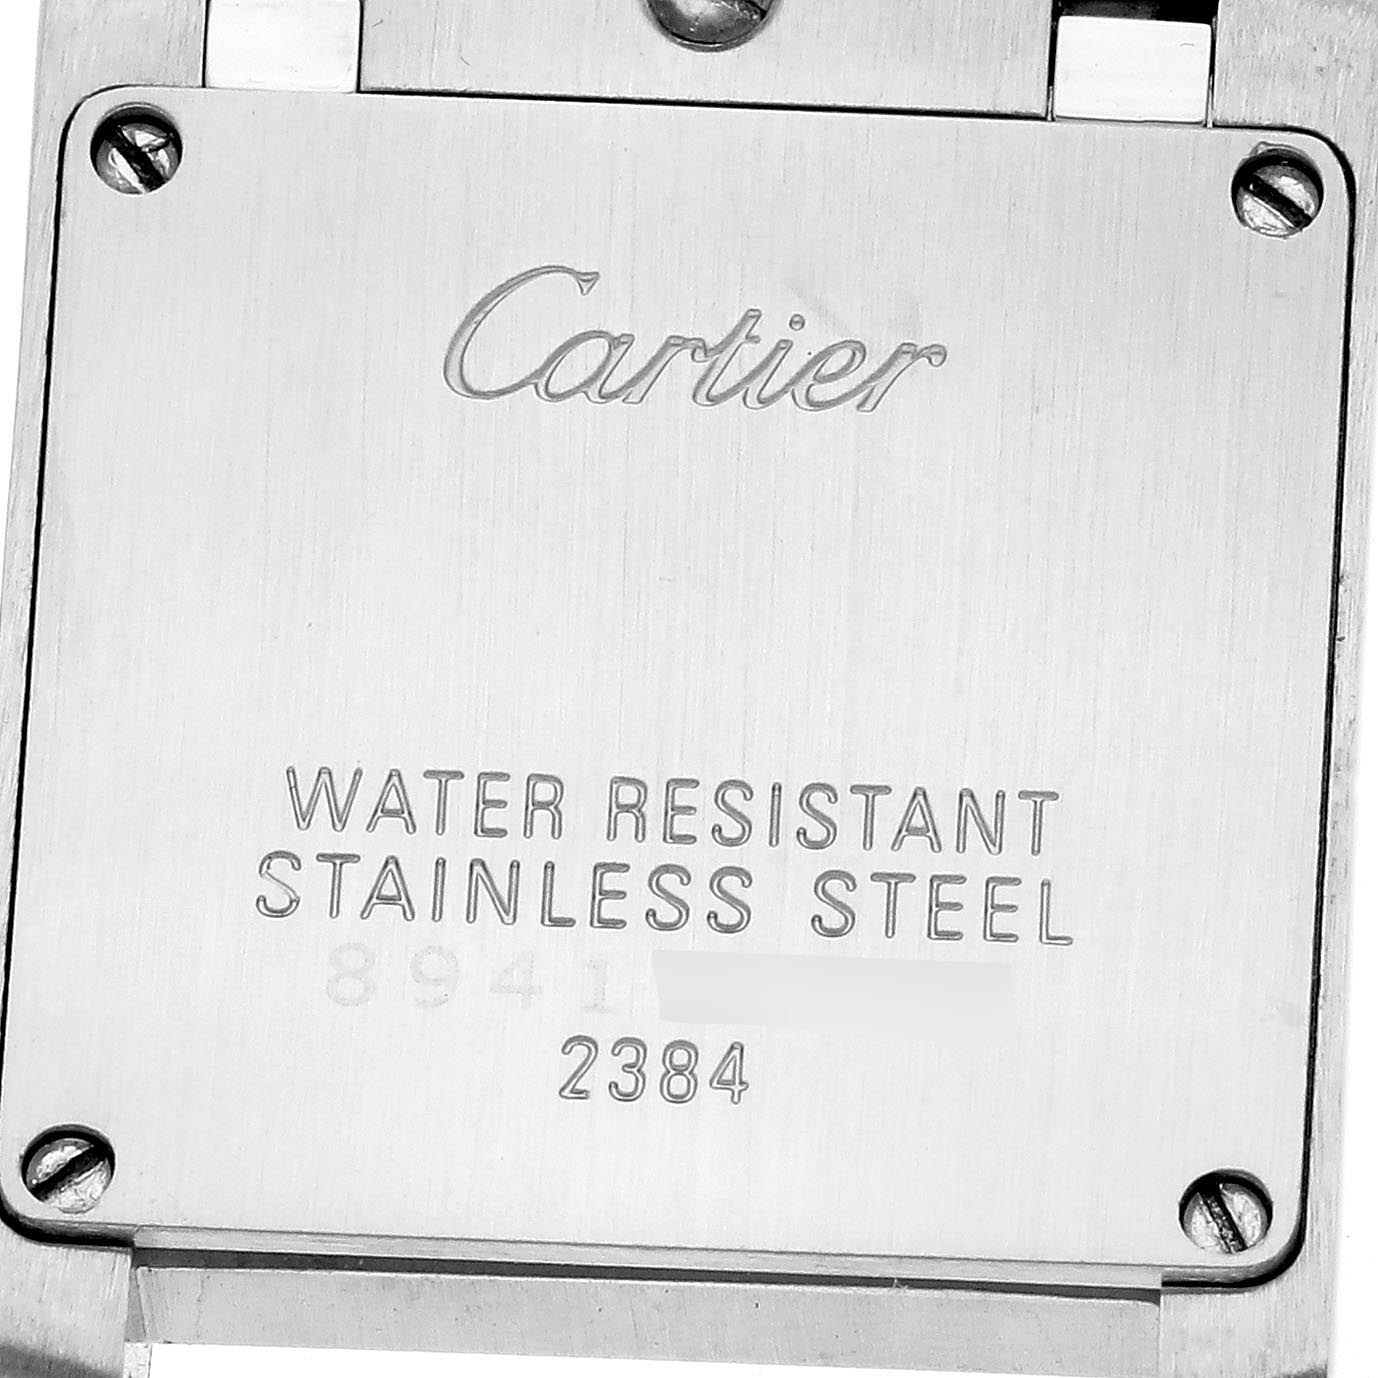 Cartier
WATER RESISTANT
STAINLESS STEEL
8941
2384